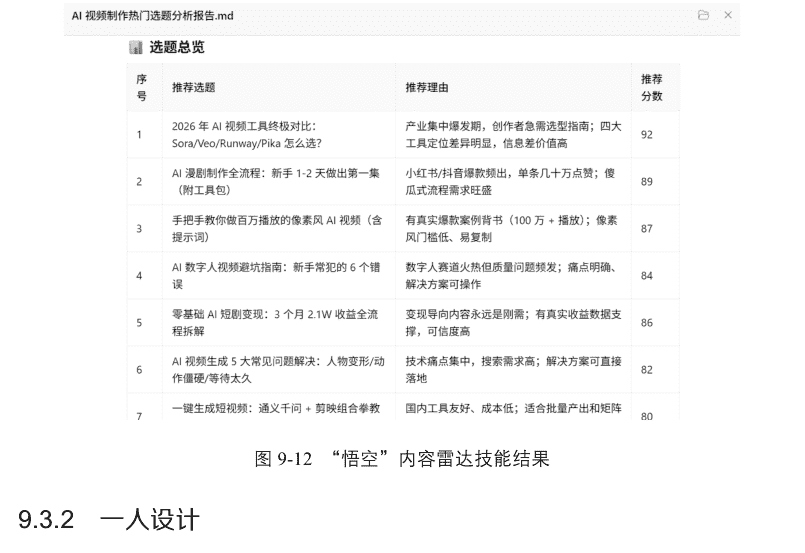 AI 视频制作热门选题分析报告.md
选题总览
序号
推荐选题
推荐理由
推荐分数
1
2026 年 AI 视频工具终极对比：
Sora/Veo/Runway/Pika 怎么选？
产业集中爆发期，创作者急需选型指南；四大
工具定位差异明显，信息差价值高
92
2
AI 漫剧制作全流程：新手 1-2 天做出第一集
（附工具包）
小红书/抖音爆款频出，单条几十万点赞；傻
瓜式流程需求旺盛
89
3
手把手教你做百万播放的像素风 AI 视频（含
提示词）
有真实爆款案例背书（100 万 + 播放）；像素
风门槛低、易复制
87
4
AI 数字人视频避坑指南：新手常犯的 6 个错
误
数字人赛道火热但质量问题频发；痛点明确、
解决方案可操作
84
5
零基础 AI 短剧变现：3 个月 2.1W 收益全流
程拆解
变现导向内容永远是刚需；有真实收益数据支
撑，可信度高
86
6
AI 视频生成 5 大常见问题解决：人物变形/动
作僵硬/等待太久
技术痛点集中，搜索需求高；解决方案可直接
落地
82
7
一键生成短视频：通义千问 + 剪映组合拳教
国内工具友好、成本低；适合批量产出和矩阵
80
图 9-12 “悟空”内容雷达技能结果
9.3.2 一人设计